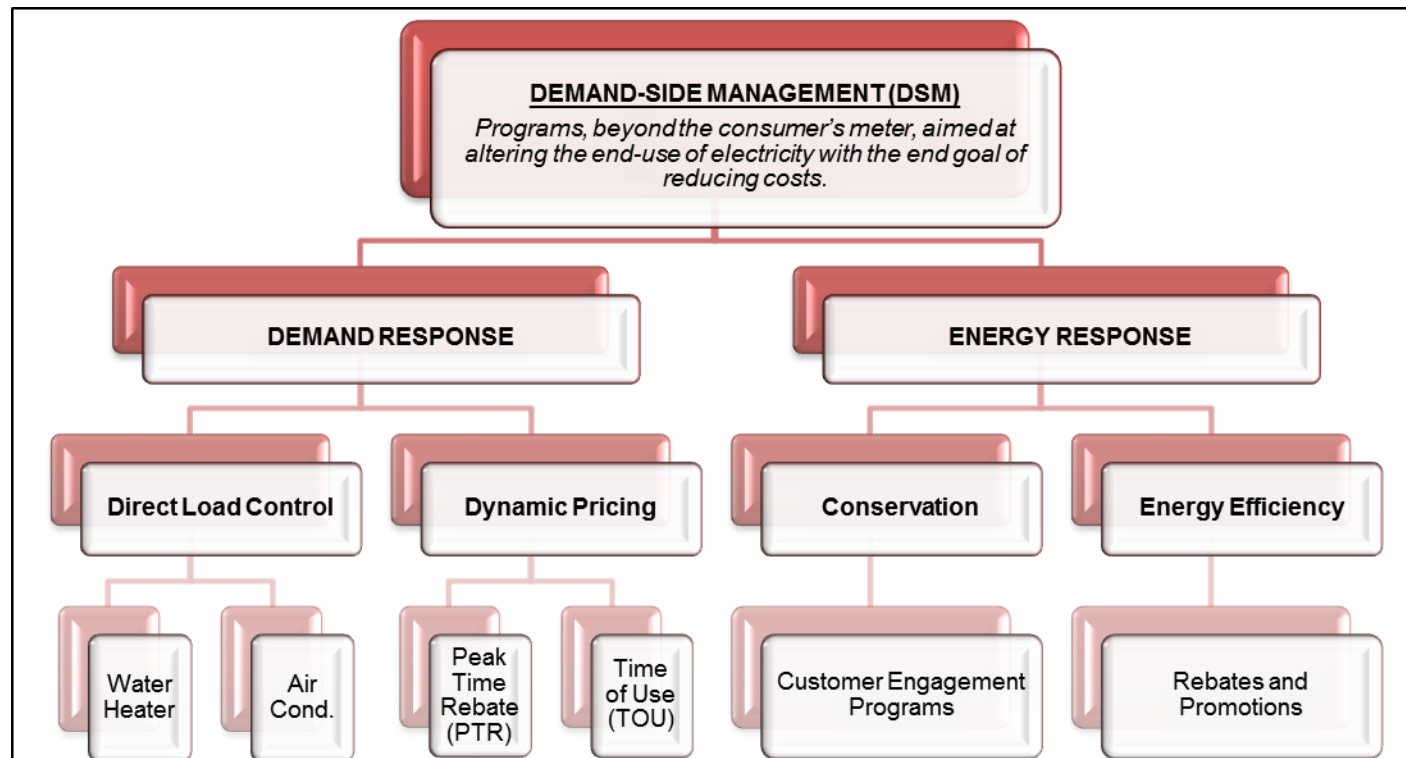 DEMAND-SIDE MANAGEMENT (DSM)
Programs, beyond the consumer's meter, aimed at
altering the end-use of electricity with the end goal of
reducing costs.
DEMAND RESPONSE
ENERGY RESPONSE
Direct Load Control
Dynamic Pricing
Conservation
Energy Efficiency
Water
Heater
Air
Cond.
Peak
Time
Rebate
(PTR)
Time
of Use
(TOU)
Customer Engagement
Programs
Rebates and
Promotions